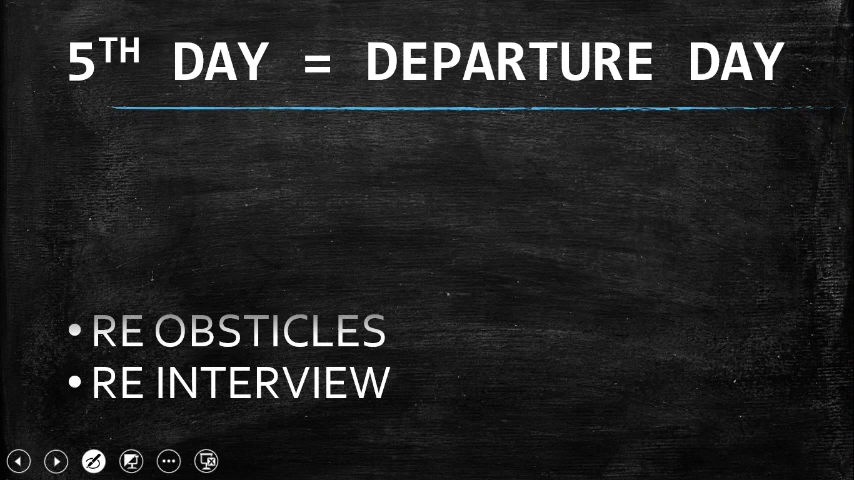 5TH DAY = DEPARTURE DAY
• RE OBSTICLES
• RE INTERVIEW